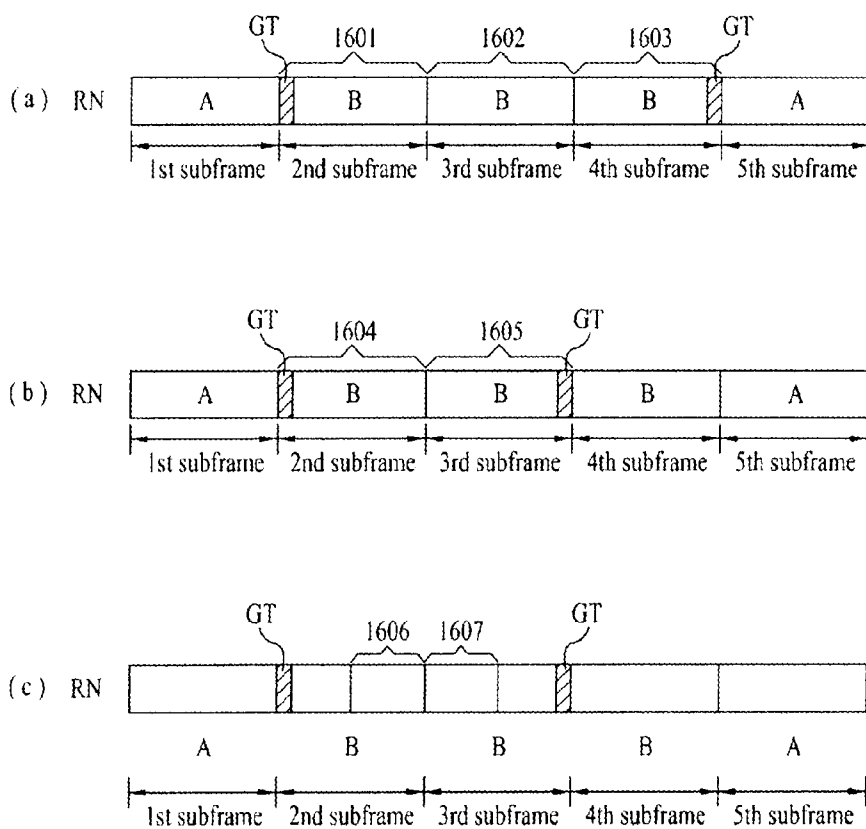 GT 1601 1602 1603 GT
(a) RN A B B B A
1st subframe 2nd subframe 3rd subframe 4th subframe 5th subframe
GT 1604 1605 GT
(b) RN A B B B A
1st subframe 2nd subframe 3rd subframe 4th subframe 5th subframe
GT 1606 1607 GT
(c) RN
A B B B A
1st subframe 2nd subframe 3rd subframe 4th subframe 5th subframe